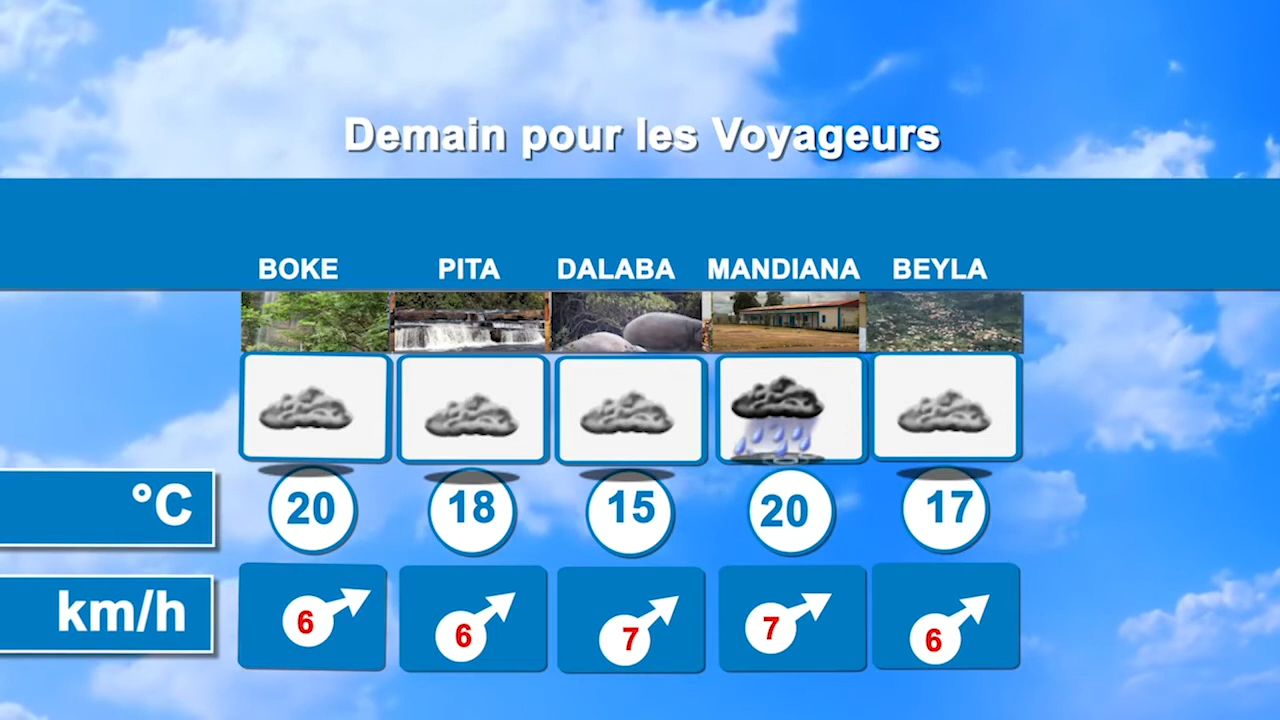 Demain pour les Voyageurs
BOKE PITA DALABA MANDIANA BEYLA
°C 20 18 15 20 17
km/h 6 6 7 7 6